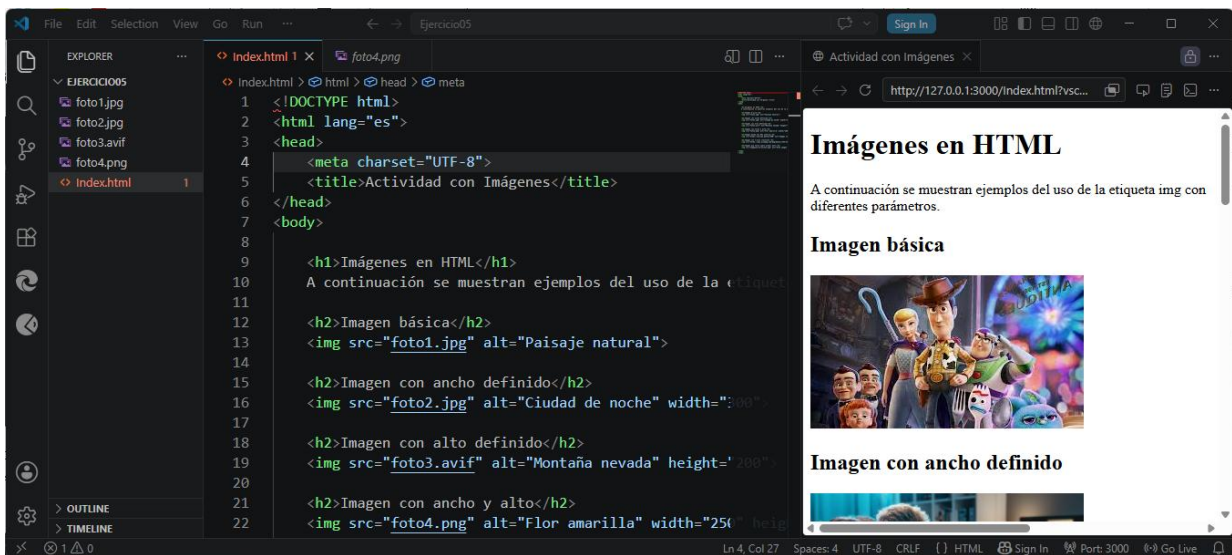 File Edit Selection View Go Run ··· Ejercicio05 Sign In
EXPLORER ···
EJERCICIO05
foto1.jpg
foto2.jpg
foto3.avif
foto4.png
Index.html 1
OUTLINE
TIMELINE
Index.html 1 foto4.png ···
Index.html > html > head > meta
1 <!DOCTYPE html>
2 <html lang="es">
3 <head>
4 <meta charset="UTF-8">
5 <title>Actividad con Imágenes</title>
6 </head>
7 <body>
8
9 <h1>Imágenes en HTML</h1>
10 A continuación se muestran ejemplos del uso de la etiquet
11
12 <h2>Imagen básica</h2>
13 <img src="foto1.jpg" alt="Paisaje natural">
14
15 <h2>Imagen con ancho definido</h2>
16 <img src="foto2.jpg" alt="Ciudad de noche" width="300">
17
18 <h2>Imagen con alto definido</h2>
19 <img src="foto3.avif" alt="Montaña nevada" height="200">
20
21 <h2>Imagen con ancho y alto</h2>
22 <img src="foto4.png" alt="Flor amarilla" width="250" heig
Actividad con Imágenes
http://127.0.0.1:3000/Index.html?vsc...
Imágenes en HTML
A continuación se muestran ejemplos del uso de la etiqueta img con
diferentes parámetros.
Imagen básica
Imagen con ancho definido
1 0 Ln 4, Col 27 Spaces: 4 UTF-8 CRLF {} HTML Sign In Port: 3000 Go Live